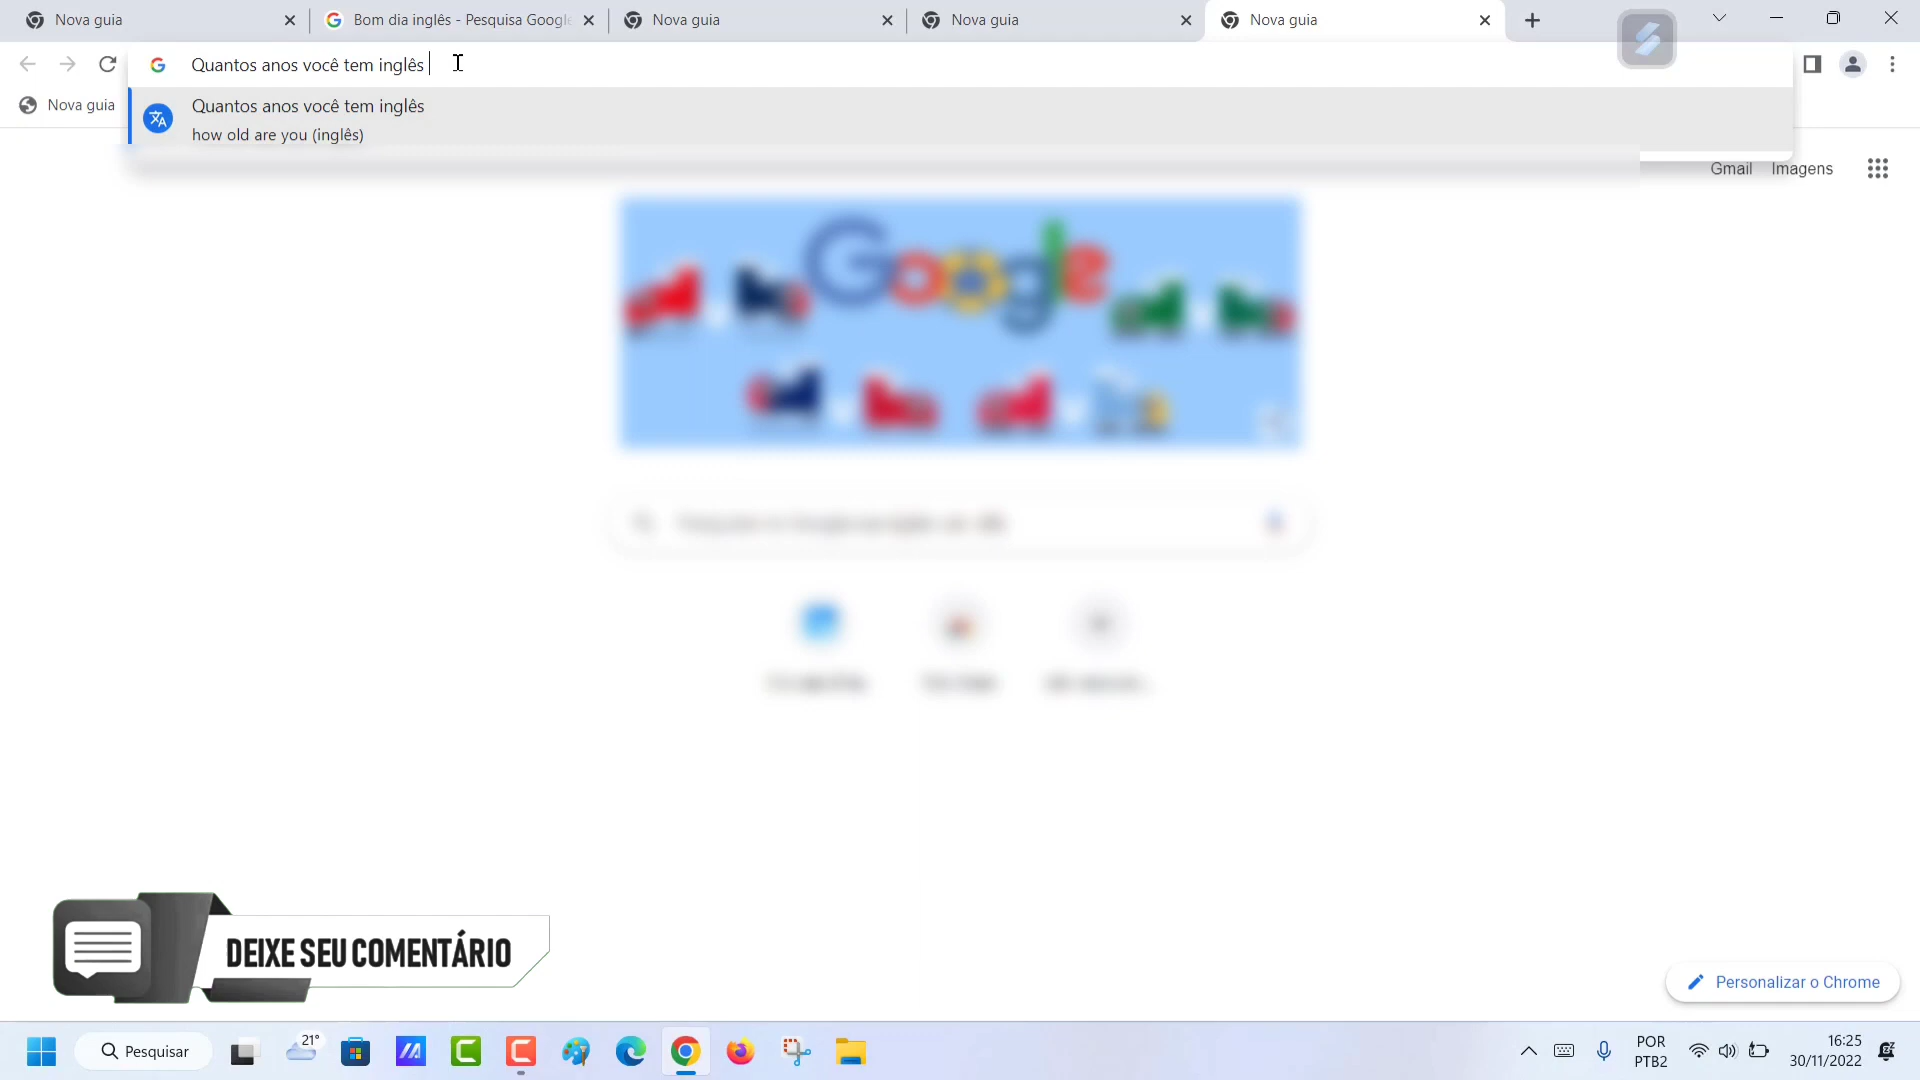 Nova guia
Bom dia inglês - Pesquisa Google
Nova guia
Nova guia
Nova guia
Quantos anos você tem inglês
Nova guia
Quantos anos você tem inglês
how old are you (inglês)
Gmail
Imagens
Google
DEIXE SEU COMENTÁRIO
Personalizar o Chrome
Pesquisar
21°
POR
PTB2
16:25
30/11/2022